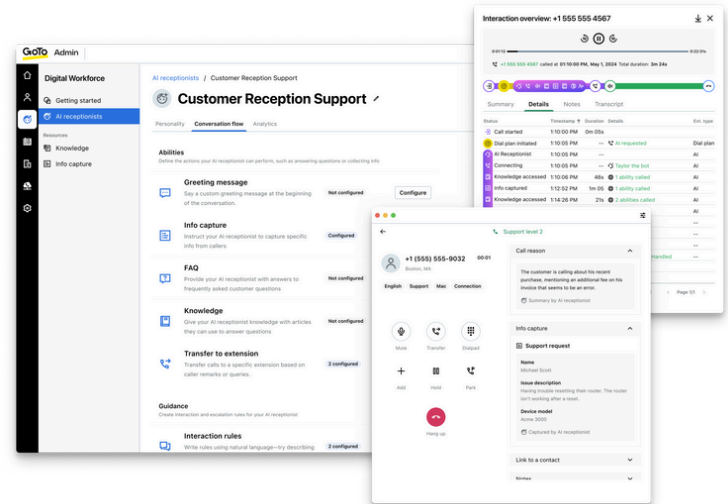 GoTo Admin
Digital Workforce
Getting started
AI receptionists
Resources
Knowledge
Info capture
AI receptionists / Customer Reception Support
Customer Reception Support
Personality Conversation flow Analytics
Abilities
Define the actions your AI receptionist can perform, such as answering questions or collecting info
Greeting message
Say a custom greeting message at the beginning
of the conversation.
Not configured
Configure
Info capture
Instruct your AI receptionist to capture specific
info from callers
Configured
FAQ
Provide your AI receptionist with answers to
frequently asked customer questions
Not configured
Knowledge
Give your AI receptionist knowledge with articles
they can use to answer questions
Not configured
Transfer to extension
Transfer calls to a specific extension based on
caller remarks or queries.
2 configured
Guidance
Create interaction and escalation rules for your AI receptionist
Interaction rules
Write rules using natural language—try describing
2 configured
Interaction overview: +1 555 555 4567
+1 555 555 4567 called at 01:10:00 PM, May 1, 2024 Total duration: 3m 24s
Summary Details Notes Transcript
Status Timestamp Duration Details Ext. type
Call started 1:10:00 PM 0m 05s
Dial plan initiated 1:10:05 PM -- AI requested Dial plan
AI Receptionist 1:10:05 PM -- AI
Connecting 1:10:05 PM -- Taylor the bot AI
Knowledge accessed 1:10:06 PM 46s 1 ability called AI
Info captured 1:12:52 PM 1m 05 1 ability called AI
Knowledge accessed 1:14:26 PM 21s 2 abilities called AI
AI
--
--
--
Handled --
Page 1/1
Support level 2
+1 (555) 555-9032 00:01
Boston, MA
English Support Mac Connection
Mute Transfer Dialpad
Add Hold Park
Hang up
Call reason
The customer is calling about his recent
purchase, mentioning an additional fee on his
invoice that seems to be an error.
Summary by AI receptionist
Info capture
Support request
Name
Michael Scott
Issue description
Having trouble resetting their router. The router
isn't working after a reset.
Device model
Acme 2000
Captured by AI receptionist
Link to a contact
Notes